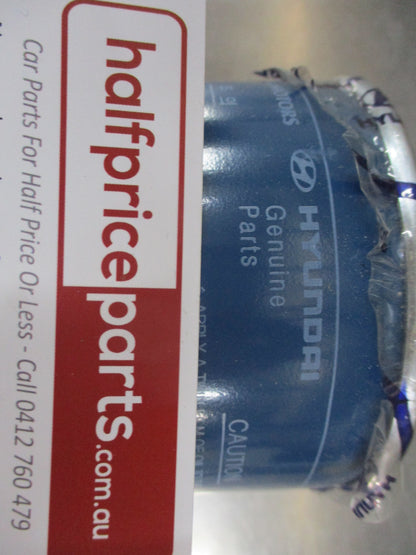 halfpriceparts.com.au
Car Parts For Half Price Or Less - Call 0412 760 479
HYUNDAI
Genuine
Parts
CAUTION